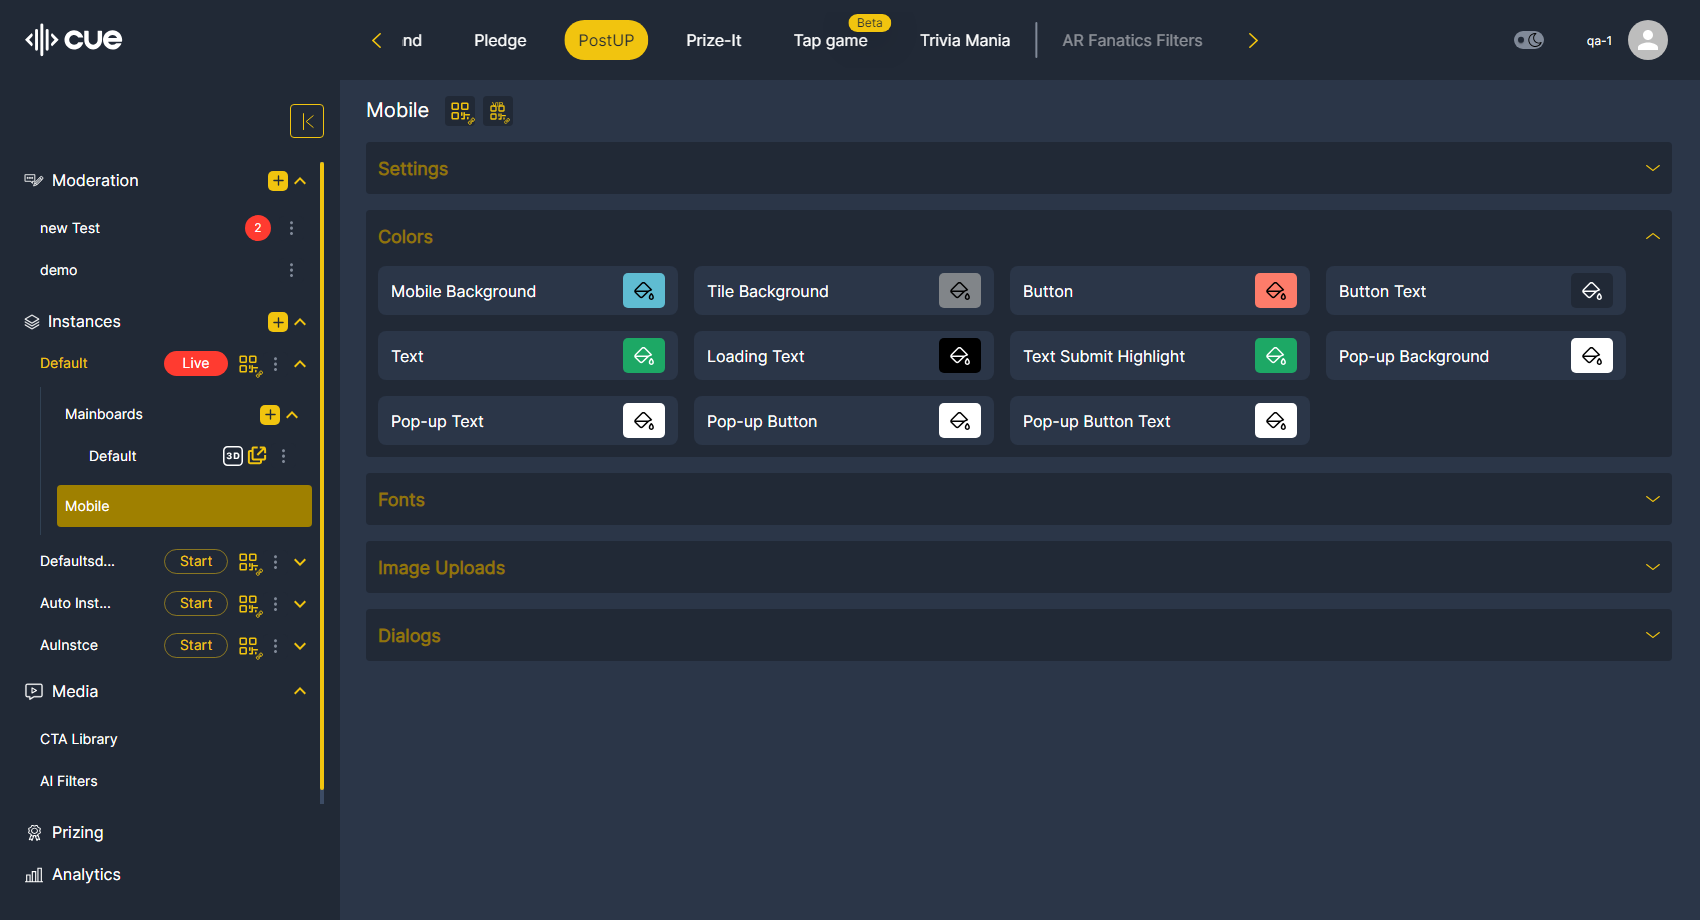 cue
nd
Pledge
PostUP
Prize-It
Beta
Tap game
Trivia Mania
AR Fanatics Filters
qa-1
Moderation
new Test
2
demo
Instances
Default
Live
Mainboards
Default
3D
Mobile
Defaultsd...
Start
Auto Inst...
Start
AuInstce
Start
Media
CTA Library
AI Filters
Prizing
Analytics
Mobile
VIP
Settings
Colors
Mobile Background
Tile Background
Button
Button Text
Text
Loading Text
Text Submit Highlight
Pop-up Background
Pop-up Text
Pop-up Button
Pop-up Button Text
Fonts
Image Uploads
Dialogs